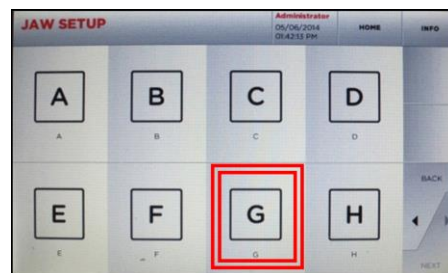 JAW SETUP
Administrator
05/06/2014
01:42:13 PM
HOME
INFO
A
B
C
D
A
B
C
D
BACK
E
F
G
H
E
F
G
H
NEXT